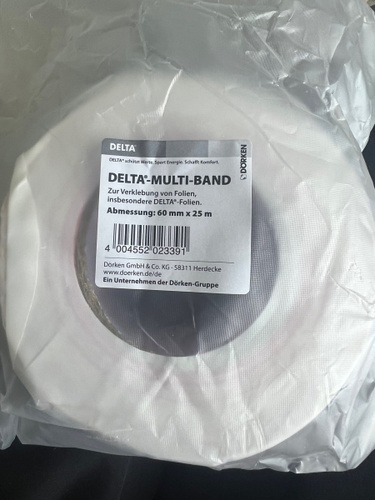 DELTA®
DELTA® schützt Werte. Spart Energie. Schafft Komfort.
DÖRKEN
DELTA®-MULTI-BAND
Zur Verklebung von Folien,
insbesondere DELTA®-Folien.
Abmessung: 60 mm x 25 m
4 004552 023391
Dörken GmbH & Co. KG · 58311 Herdecke
www.doerken.de/de
Ein Unternehmen der Dörken-Gruppe